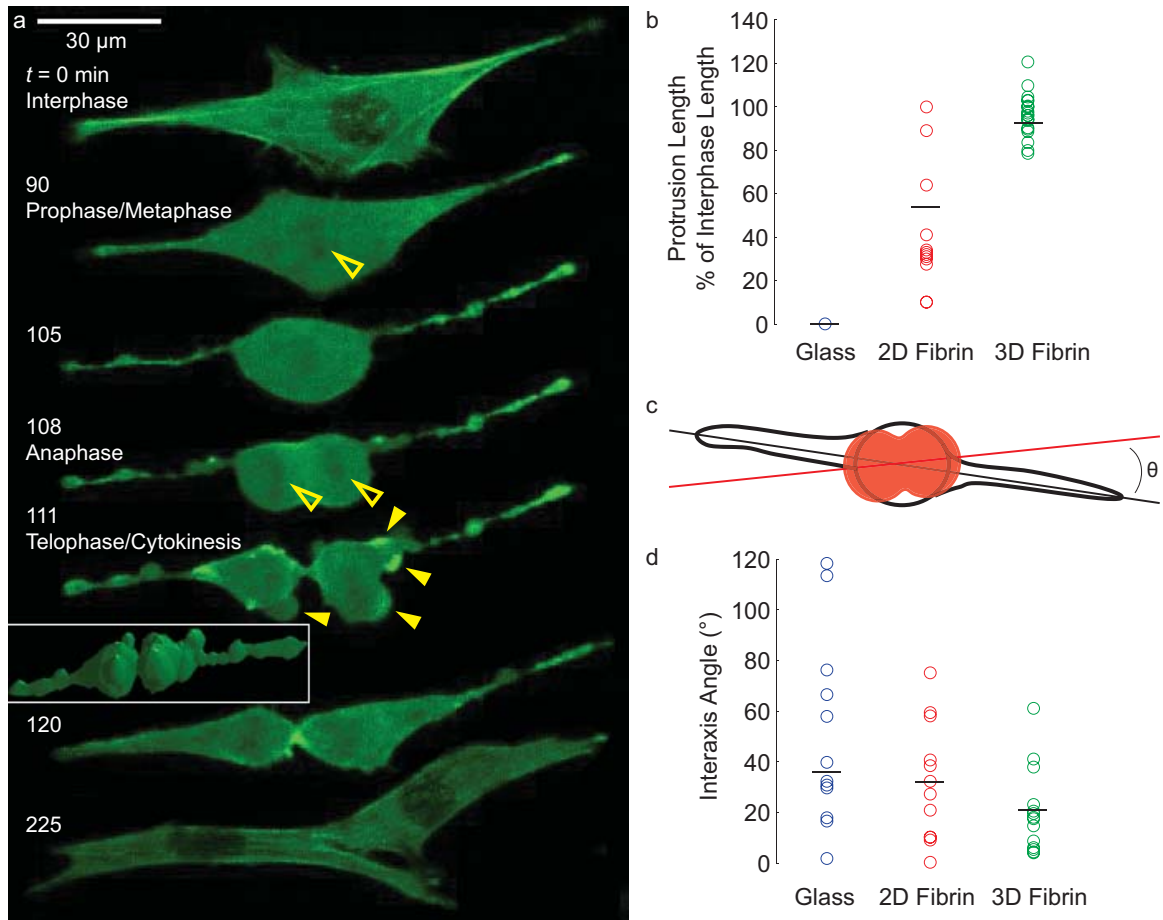 a
30 µm
t = 0 min
Interphase
90
Prophase/Metaphase
105
108
Anaphase
111
Telophase/Cytokinesis
120
225
b
Protrusion Length
% of Interphase Length
140
120
100
80
60
40
20
0
Glass 2D Fibrin 3D Fibrin
c
θ
d
Interaxis Angle (°)
120
100
80
60
40
20
0
Glass 2D Fibrin 3D Fibrin